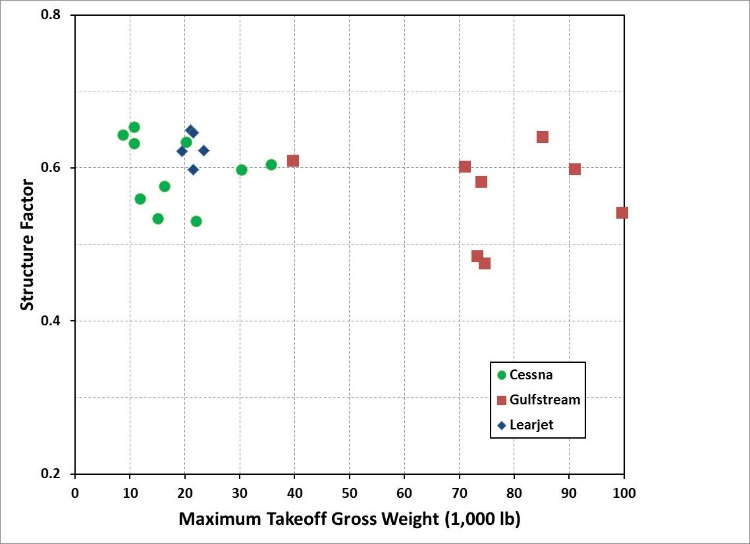 0.8
0.6
0.4
0.2
Structure Factor
Cessna
Gulfstream
Learjet
0 10 20 30 40 50 60 70 80 90 100
Maximum Takeoff Gross Weight (1,000 lb)